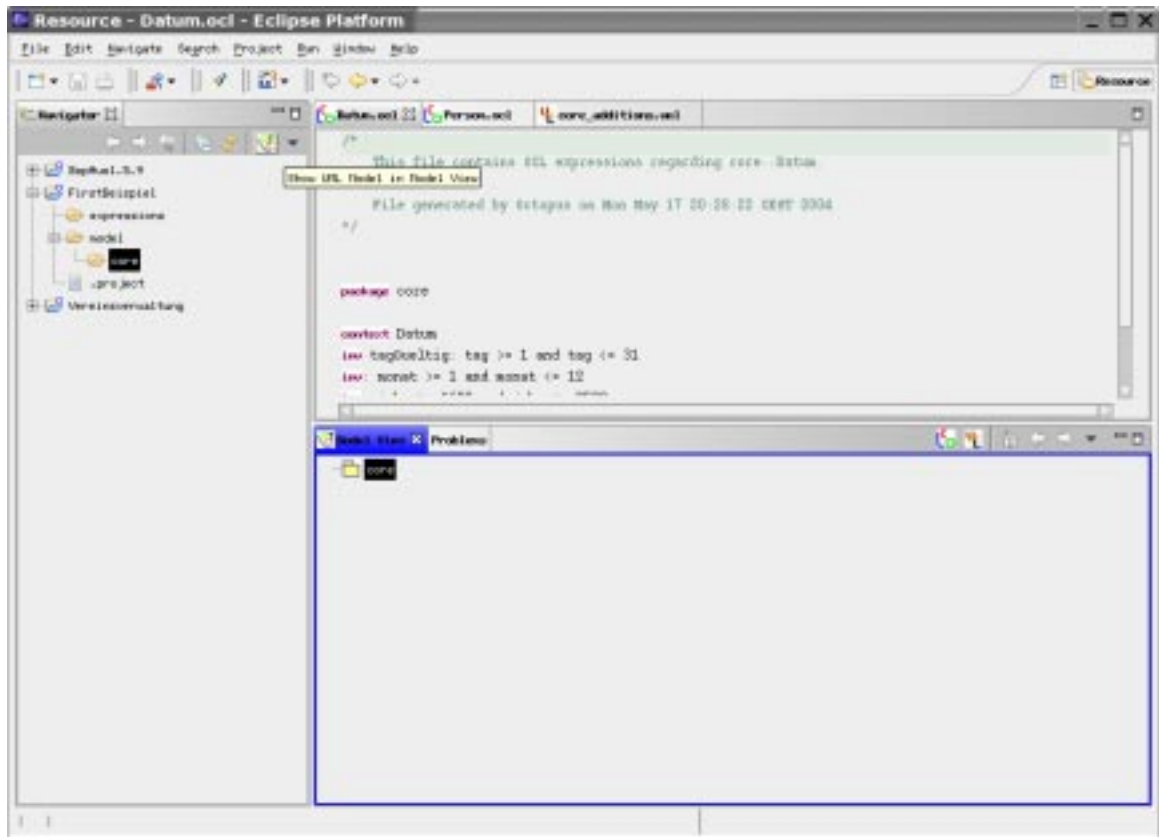 Resource - Datum.ocl - Eclipse Platform
File Edit Navigate Search Project Run Window Help
Resource
Navigator
Datum.ocl Person.ocl core_additions.uml
/*
This file contains OCL expressions regarding core Datum
Show UML Model in Model View
FirstBeispiel
File generated by Octopus on Mon May 17 20:28:22 CEST 2004
expressions
*/
model
core
.project
package core
Vereinsverwaltung
context Datum
inv tagGueltig: tag >= 1 and tag <= 31
inv: monat >= 1 and monat <= 12
Model View Problems
core